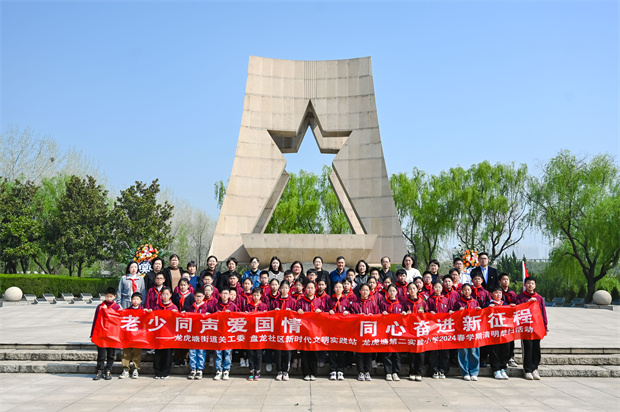 老少同声爱国情 同心奋进新征程
——龙虎塘街道关工委 盘龙社区新时代文明实践站 龙虎塘第二实验小学2024春学期清明祭扫活动